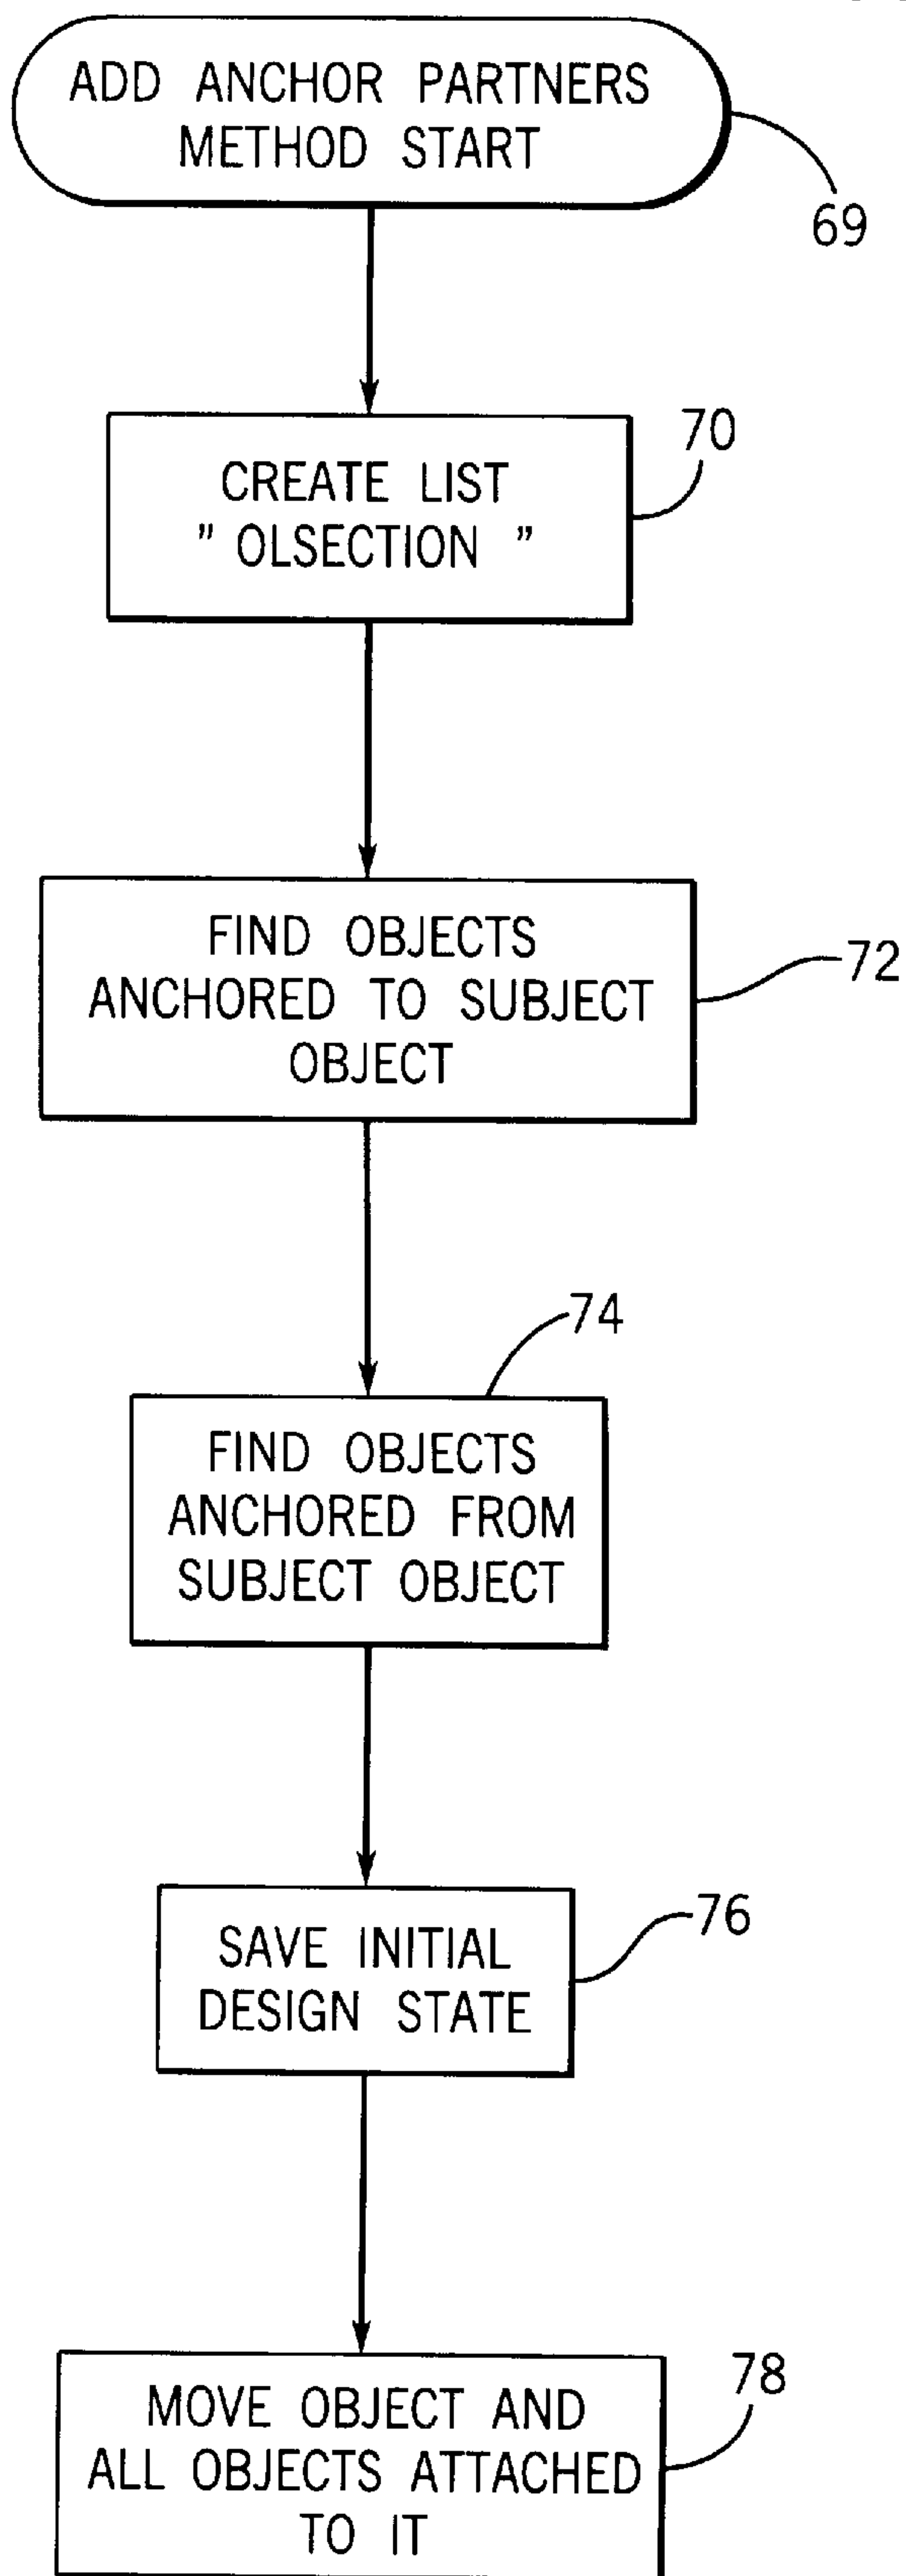 ADD ANCHOR PARTNERS
METHOD START
69
CREATE LIST
" OLSECTION "
70
FIND OBJECTS
ANCHORED TO SUBJECT
OBJECT
72
74
FIND OBJECTS
ANCHORED FROM
SUBJECT OBJECT
SAVE INITIAL
DESIGN STATE
76
MOVE OBJECT AND
ALL OBJECTS ATTACHED
TO IT
78